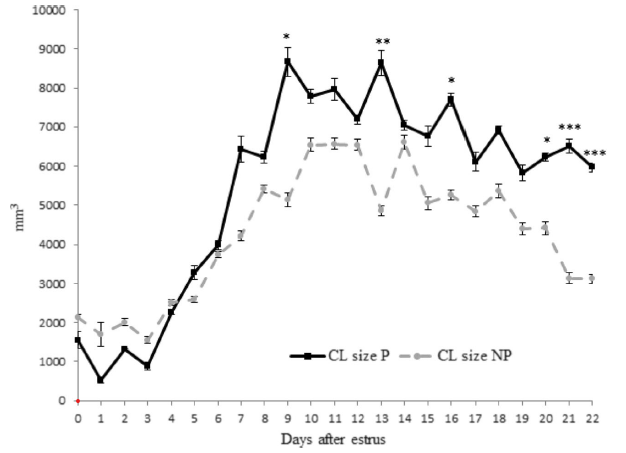 10000
9000
8000
7000
6000
5000
4000
3000
2000
1000
0
mm³
* ** * * *** ***
CL size P CL size NP
0 1 2 3 4 5 6 7 8 9 10 11 12 13 14 15 16 17 18 19 20 21 22
Days after estrus